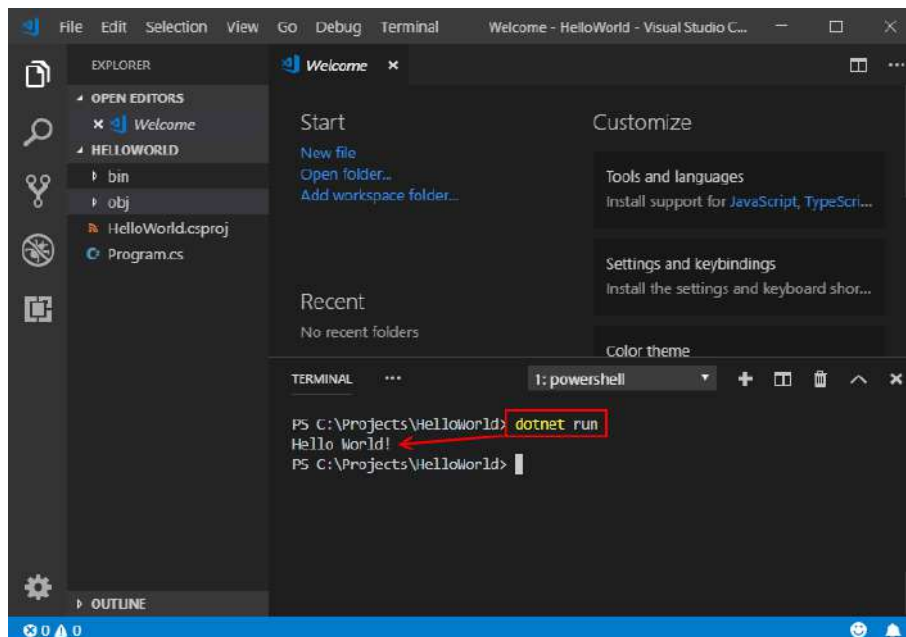 File Edit Selection View Go Debug Terminal Welcome - HelloWorld - Visual Studio C...
EXPLORER
OPEN EDITORS
Welcome
HELLOWORLD
bin
obj
HelloWorld.csproj
Program.cs
OUTLINE
Welcome
Start
New file
Open folder...
Add workspace folder...
Recent
No recent folders
Customize
Tools and languages
Install support for JavaScript, TypeScri...
Settings and keybindings
Install the settings and keyboard shor...
Color theme
TERMINAL ... 1: powershell
PS C:\Projects\HelloWorld> dotnet run
Hello World!
PS C:\Projects\HelloWorld>
0 0